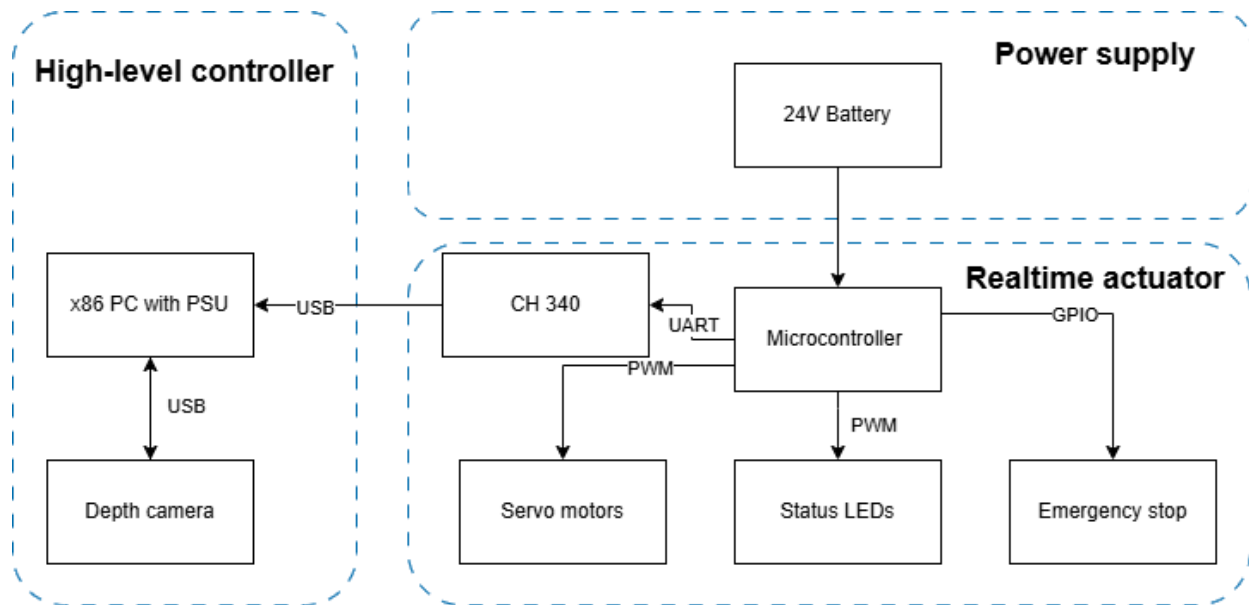 High-level controller
Power supply
24V Battery
Realtime actuator
x86 PC with PSU
USB
CH 340
UART
Microcontroller
GPIO
PWM
USB
PWM
Depth camera
Servo motors
Status LEDs
Emergency stop